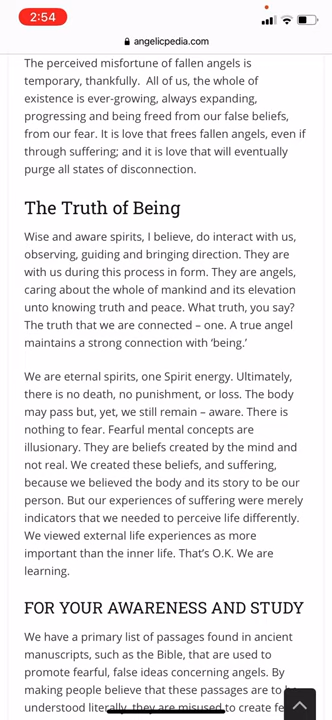 2:54
angelicpedia.com
The perceived misfortune of fallen angels is
temporary, thankfully.  All of us, the whole of
existence is ever-growing, always expanding,
progressing and being freed from our false beliefs,
from our fear. It is love that frees fallen angels, even if
through suffering; and it is love that will eventually
purge all states of disconnection.
The Truth of Being
Wise and aware spirits, I believe, do interact with us,
observing, guiding and bringing direction. They are
with us during this process in form. They are angels,
caring about the whole of mankind and its elevation
unto knowing truth and peace. What truth, you say?
The truth that we are connected – one. A true angel
maintains a strong connection with ‘being.’
We are eternal spirits, one Spirit energy. Ultimately,
there is no death, no punishment, or loss. The body
may pass but, yet, we still remain – aware. There is
nothing to fear. Fearful mental concepts are
illusionary. They are beliefs created by the mind and
not real. We created these beliefs, and suffering,
because we believed the body and its story to be our
person. But our experiences of suffering were merely
indicators that we needed to perceive life differently.
We viewed external life experiences as more
important than the inner life. That’s O.K. We are
learning.
FOR YOUR AWARENESS AND STUDY
We have a primary list of passages found in ancient
manuscripts, such as the Bible, that are used to
promote fearful, false ideas concerning angels. By
making people believe that these passages are to
understood literally, they are misused to create